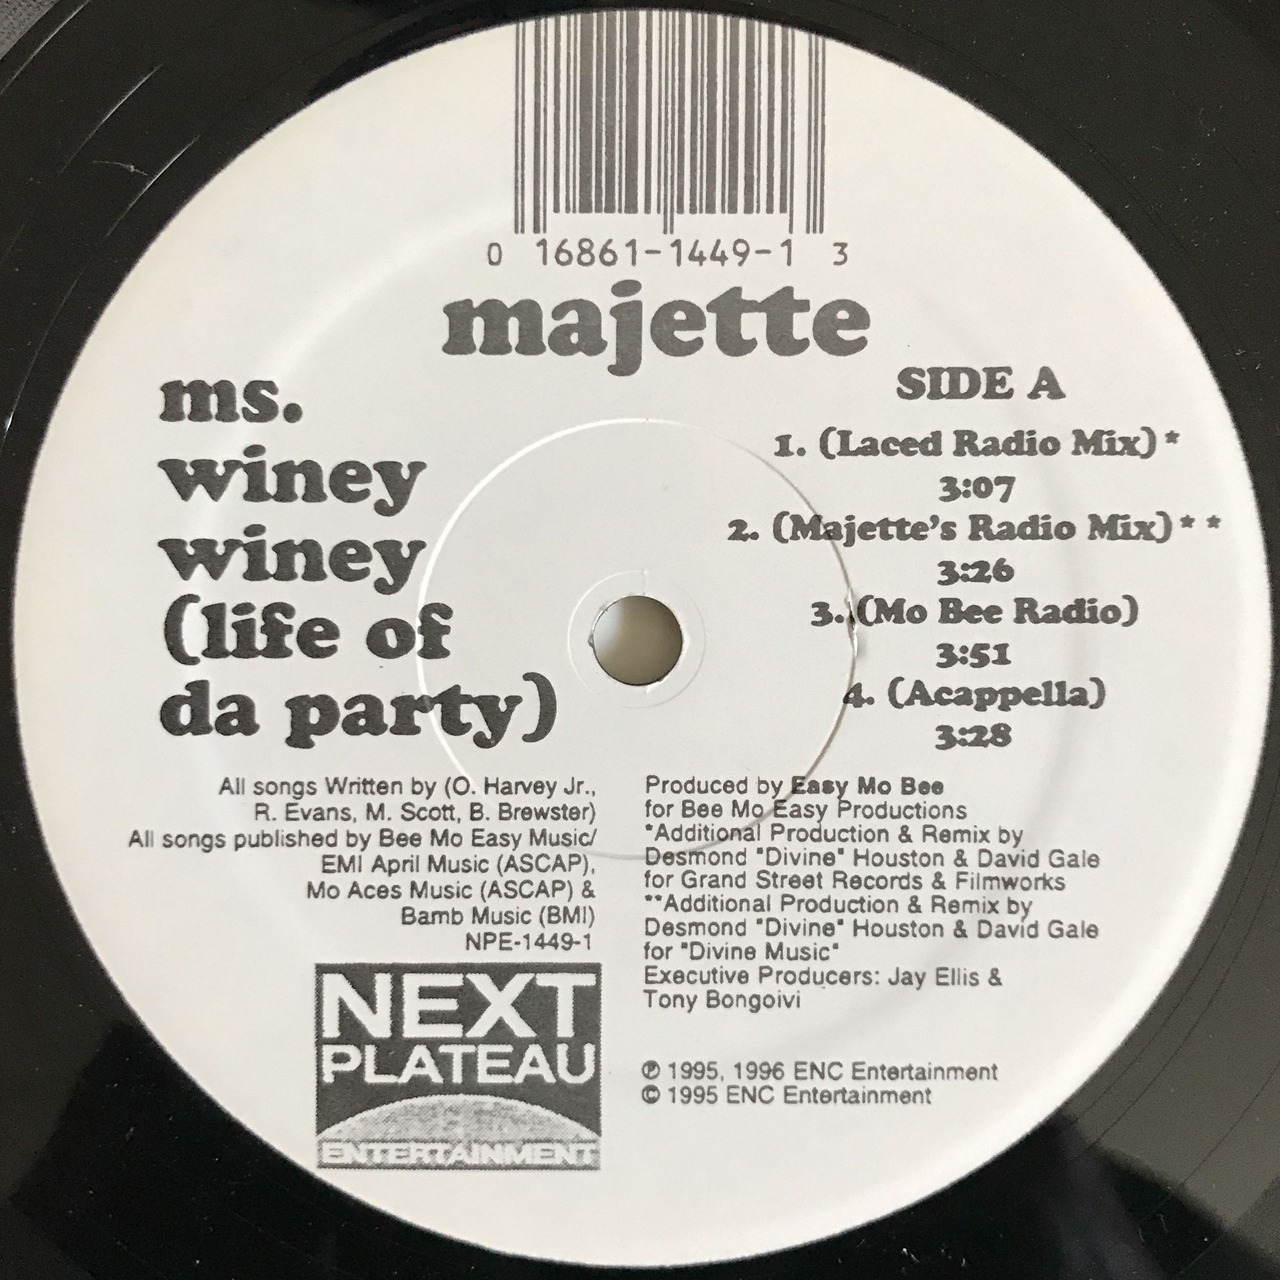 0 16861-1449-1 3
majette
ms.
winey
winey
(life of
da party)
SIDE A
1. (Laced Radio Mix)*
3:07
2. (Majette's Radio Mix)**
3:26
3. (Mo Bee Radio)
3:51
4. (Acappella)
3:28
All songs Written by (O. Harvey Jr.,
R. Evans, M. Scott, B. Brewster)
All songs published by Bee Mo Easy Music/
EMI April Music (ASCAP),
Mo Aces Music (ASCAP) &
Bamb Music (BMI)
NPE-1449-1
NEXT
PLATEAU
ENTERTAINMENT
Produced by Easy Mo Bee
for Bee Mo Easy Productions
*Additional Production & Remix by
Desmond "Divine" Houston & David Gale
for Grand Street Records & Filmworks
**Additional Production & Remix by
Desmond "Divine" Houston & David Gale
for "Divine Music"
Executive Producers: Jay Ellis &
Tony Bongoivi
℗ 1995, 1996 ENC Entertainment
© 1995 ENC Entertainment